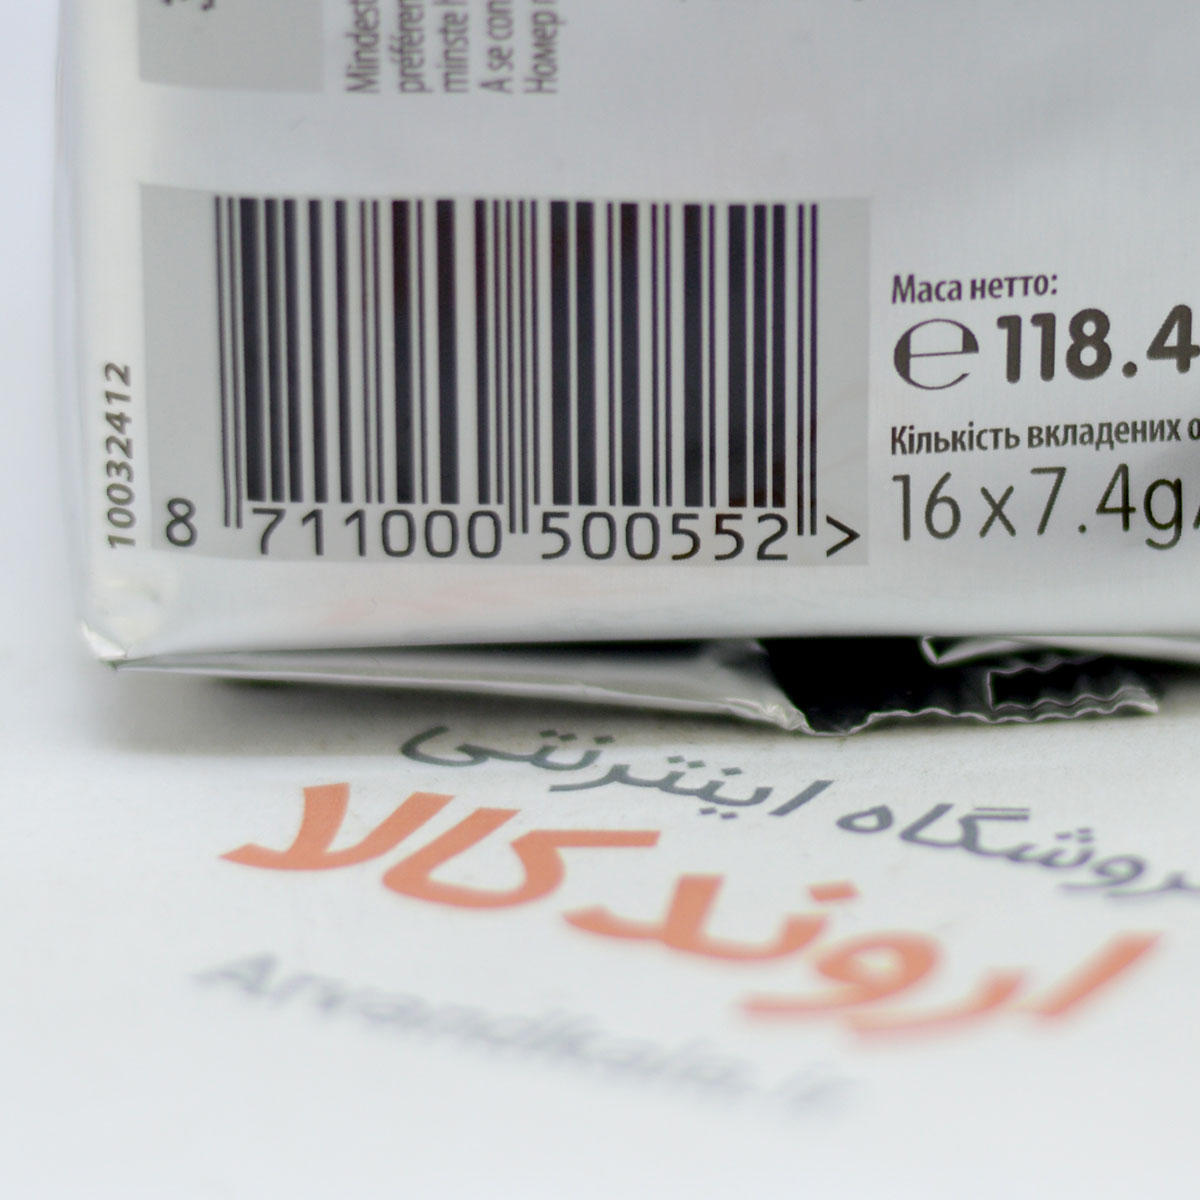 Mindest
préféren
minste h
A se con
Номер п
10032412
8 711000 500552 >
Маса нетто:
℮ 118.4
Кількість вкладених о
16 x 7.4g
فروشگاه اینترنتی
اروندکالا
Arvandkala.ir